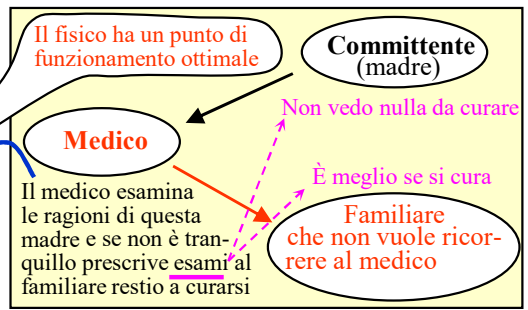 Il fisico ha un punto di
funzionamento ottimale
Committente
(madre)
Non vedo nulla da curare
Medico
È meglio se si cura
Il medico esamina
le ragioni di questa
madre e se non è tran-
quillo prescrive esami al
familiare restio a curarsi
Familiare
che non vuole ricor-
rere al medico